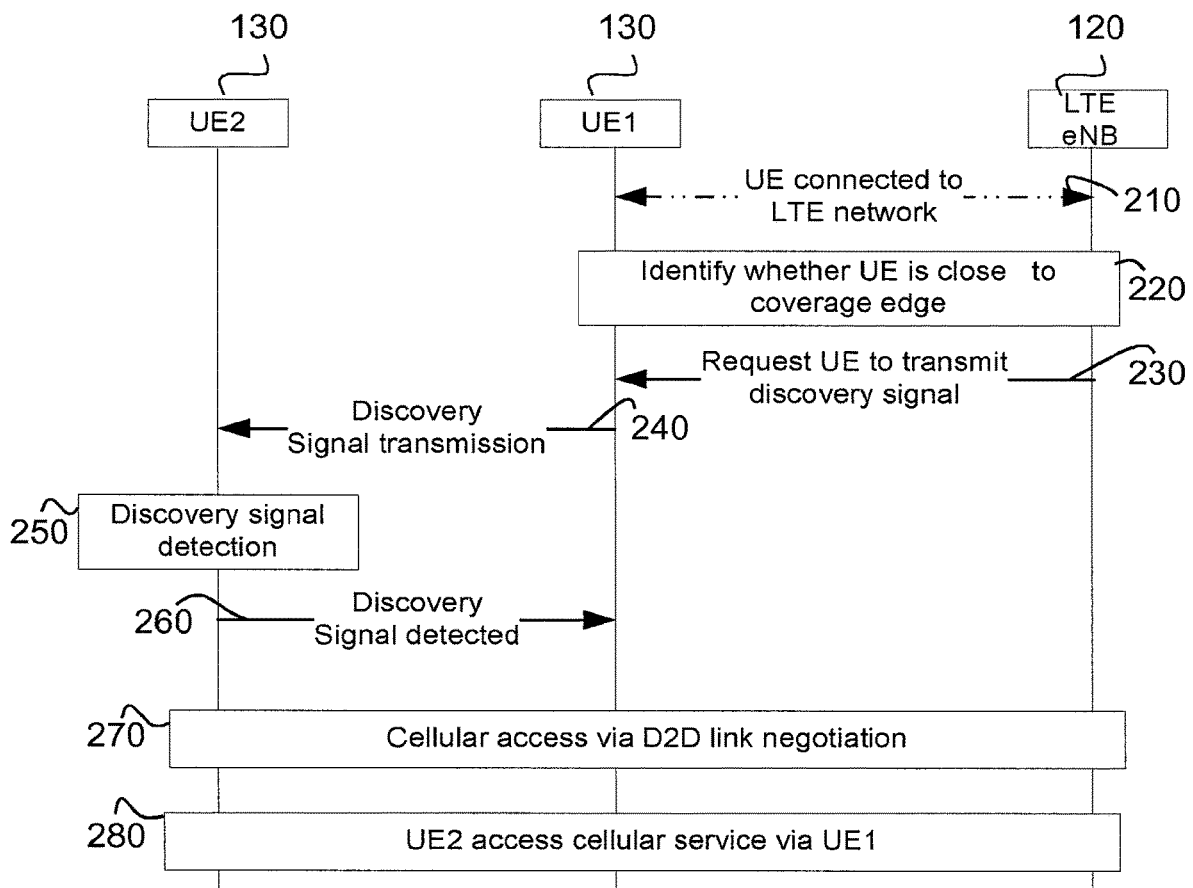 130
130
120
UE2
UE1
LTE
eNB
UE connected to
LTE network
210
Identify whether UE is close to
coverage edge
220
Request UE to transmit
discovery signal
230
Discovery
Signal transmission
240
250
Discovery signal
detection
260
Discovery
Signal detected
270
Cellular access via D2D link negotiation
280
UE2 access cellular service via UE1